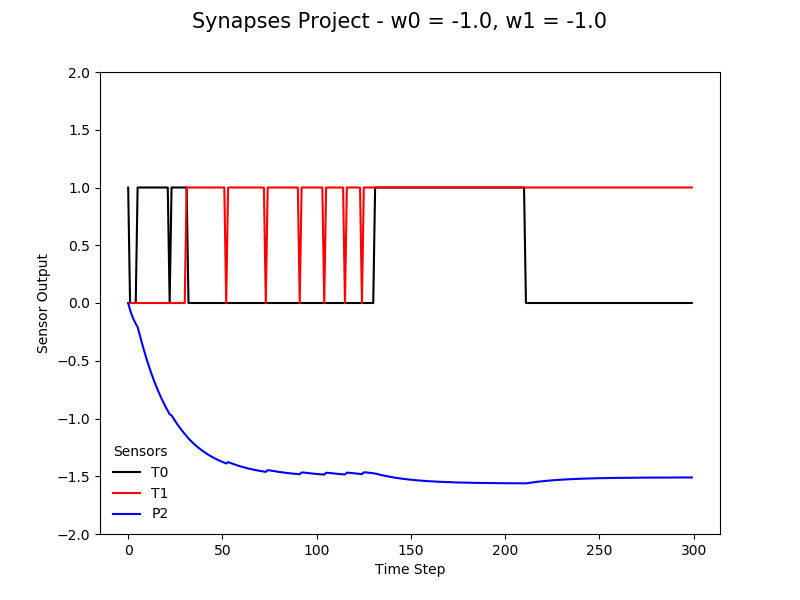 Synapses Project - w0 = -1.0, w1 = -1.0
2.0
1.5
1.0
0.5
0.0
−0.5
−1.0
−1.5
−2.0
Sensor Output
Sensors
T0
T1
P2
0 50 100 150 200 250 300
Time Step